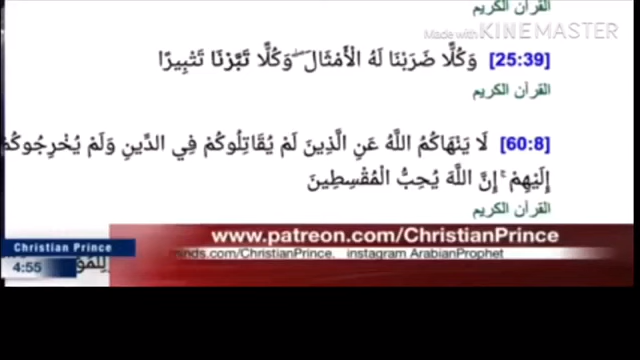 القرآن الكريم
Made with KINEMASTER
[25:39] وَكُلًّا ضَرَبْنَا لَهُ الْأَمْثَالَ ۖ وَكُلًّا تَبَّرْنَا تَتْبِيرًا
القرآن الكريم
[60:8] لَا يَنْهَاكُمُ اللَّهُ عَنِ الَّذِينَ لَمْ يُقَاتِلُوكُمْ فِي الدِّينِ وَلَمْ يُخْرِجُوكُمْ
إِلَيْهِمْ ۚ إِنَّ اللَّهَ يُحِبُّ الْمُقْسِطِينَ
القرآن الكريم
www.patreon.com/ChristianPrince
Christian Prince
minds.com/ChristianPrince. instagram ArabianProphet
4:55